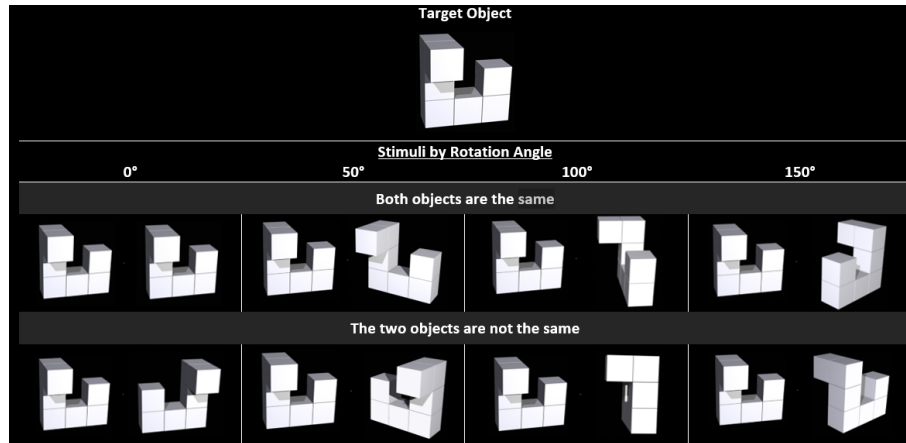 Target Object
Stimuli by Rotation Angle
0° 50° 100° 150°
Both objects are the same
The two objects are not the same